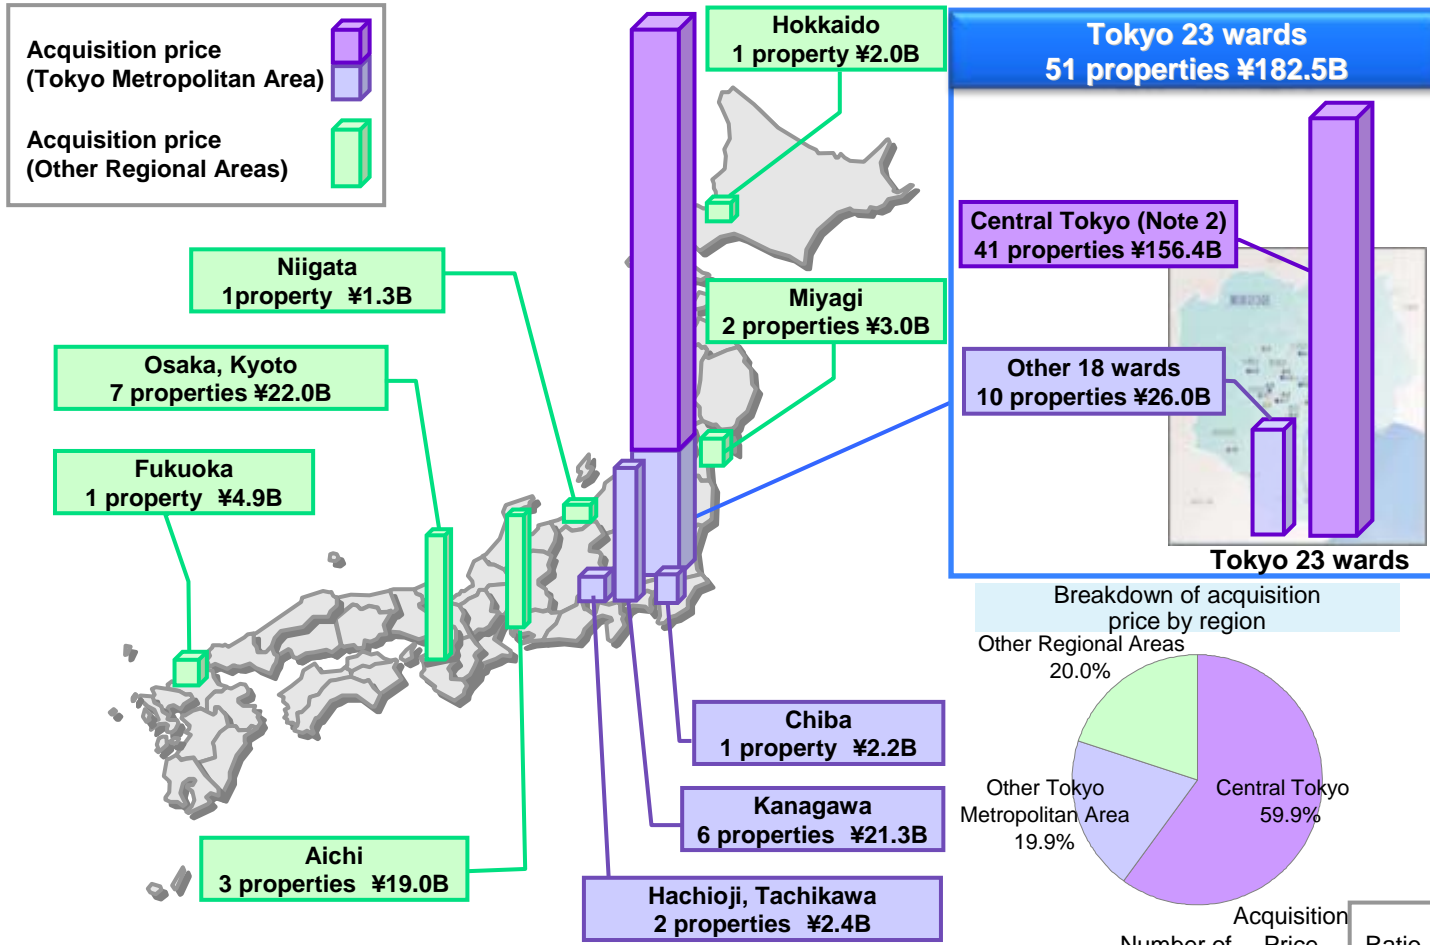 Acquisition price
(Tokyo Metropolitan Area)
Acquisition price
(Other Regional Areas)
Hokkaido
1 property ¥2.0B
Tokyo 23 wards
51 properties ¥182.5B
Central Tokyo (Note 2)
41 properties ¥156.4B
Niigata
1property ¥1.3B
Miyagi
2 properties ¥3.0B
Osaka, Kyoto
7 properties ¥22.0B
Other 18 wards
10 properties ¥26.0B
Fukuoka
1 property ¥4.9B
Tokyo 23 wards
Breakdown of acquisition
price by region
Other Regional Areas
20.0%
Chiba
1 property ¥2.2B
Other Tokyo
Metropolitan Area
19.9%
Central Tokyo
59.9%
Kanagawa
6 properties ¥21.3B
Aichi
3 properties ¥19.0B
Hachioji, Tachikawa
2 properties ¥2.4B
Acquisition
Number of Price Ratio